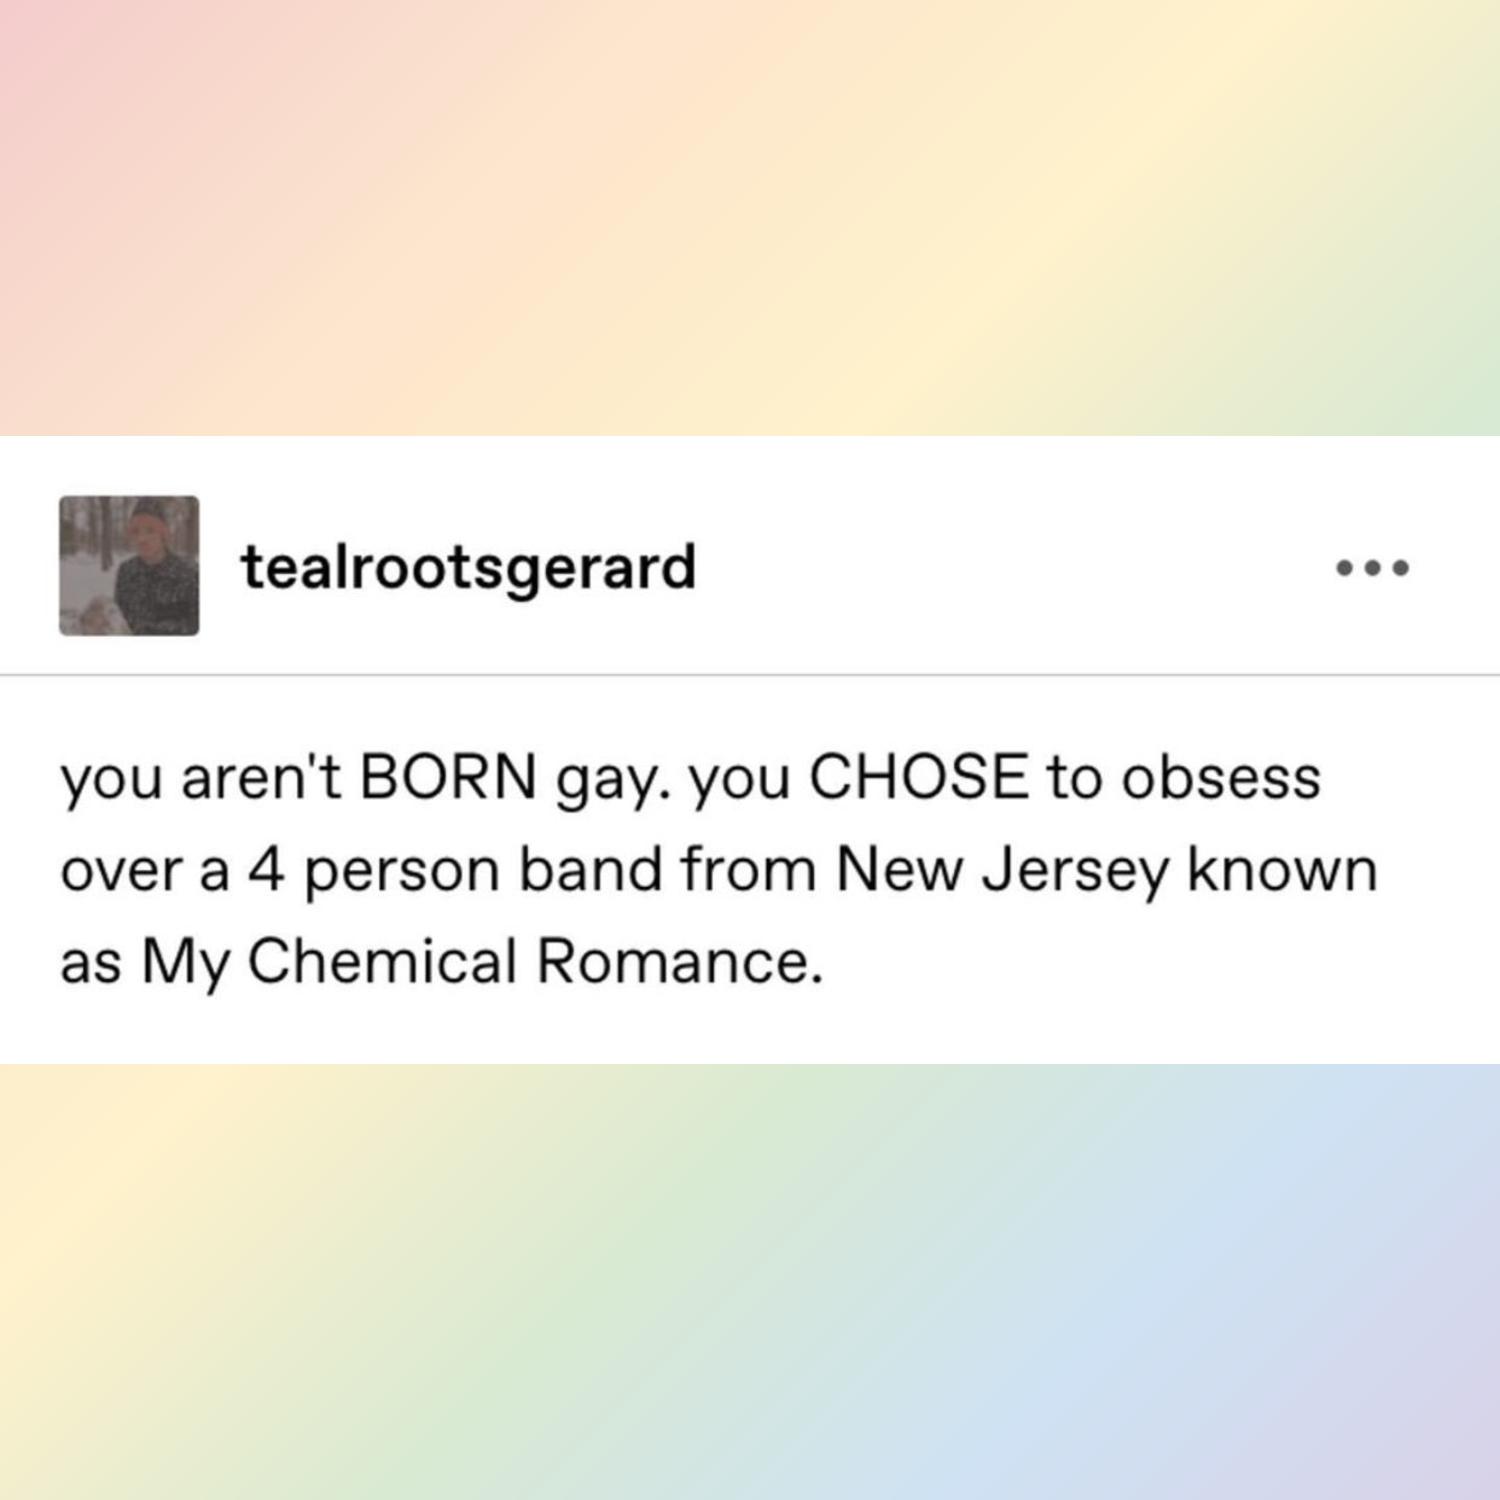 tealrootsgerard
you aren't BORN gay. you CHOSE to obsess
over a 4 person band from New Jersey known
as My Chemical Romance.